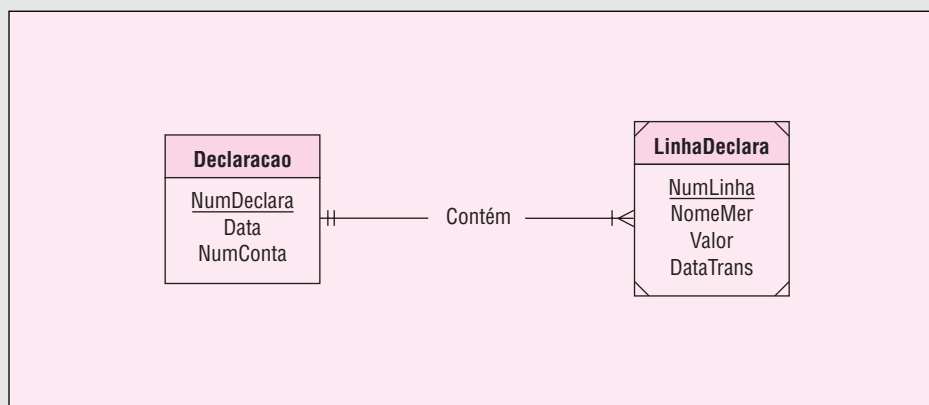 Declaracao
NumDeclara
Data
NumConta
Contém
LinhaDeclara
NumLinha
NomeMer
Valor
DataTrans